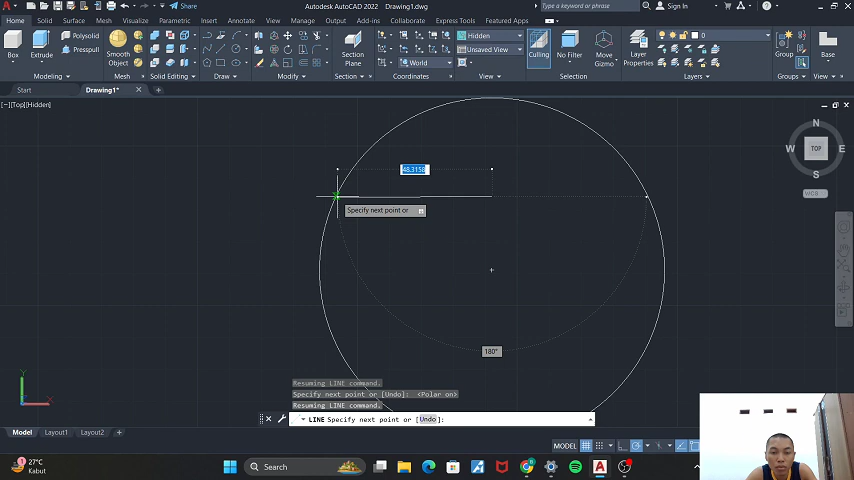 Share
Autodesk AutoCAD 2022 Drawing1.dwg
Type a keyword or phrase
Sign In
Home Solid Surface Mesh Visualize Parametric Insert Annotate View Manage Output Add-ins Collaborate Express Tools Featured Apps
Box Extrude Polysolid Presspull Smooth Object Section Plane Hidden Unsaved View World Culling No Filter Move Gizmo Layer Properties 0 Group Base
Modeling Mesh Solid Editing Draw Modify Section Coordinates View Selection Layers Groups View
Start Drawing1*
[−][Top][Hidden]
N
W TOP E
S
WCS
48.3158
Specify next point or
180°
Y
X
Resuming LINE command.
Specify next point or [Undo]: <Polar on>
Resuming LINE command.
LINE Specify next point or [Undo]:
Model Layout1 Layout2 +
MODEL
27°C
Kabut
Search